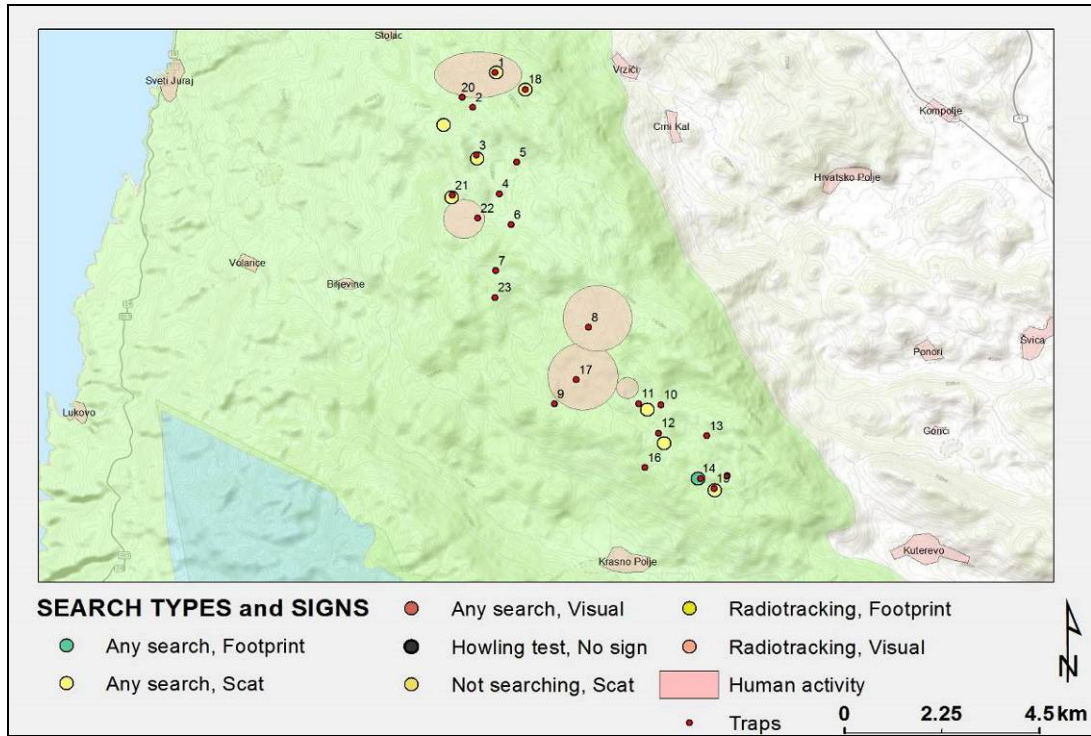 Stolac
Vrzići
1
Sveti Juraj
18
20
2
Kompolje
Crni Kal
3
5
Hrvatsko Polje
21
4
22
6
Volarice
7
Biljevine
23
8
Švica
Ponori
17
9
11
10
Lukovo
12
13
Gorići
16
14
19
Kuterevo
Krasno Polje
SEARCH TYPES and SIGNS
Any search, Visual
Radiotracking, Footprint
Any search, Footprint
Howling test, No sign
Radiotracking, Visual
Any search, Scat
Not searching, Scat
Human activity
Traps
0 2.25 4.5 km
N